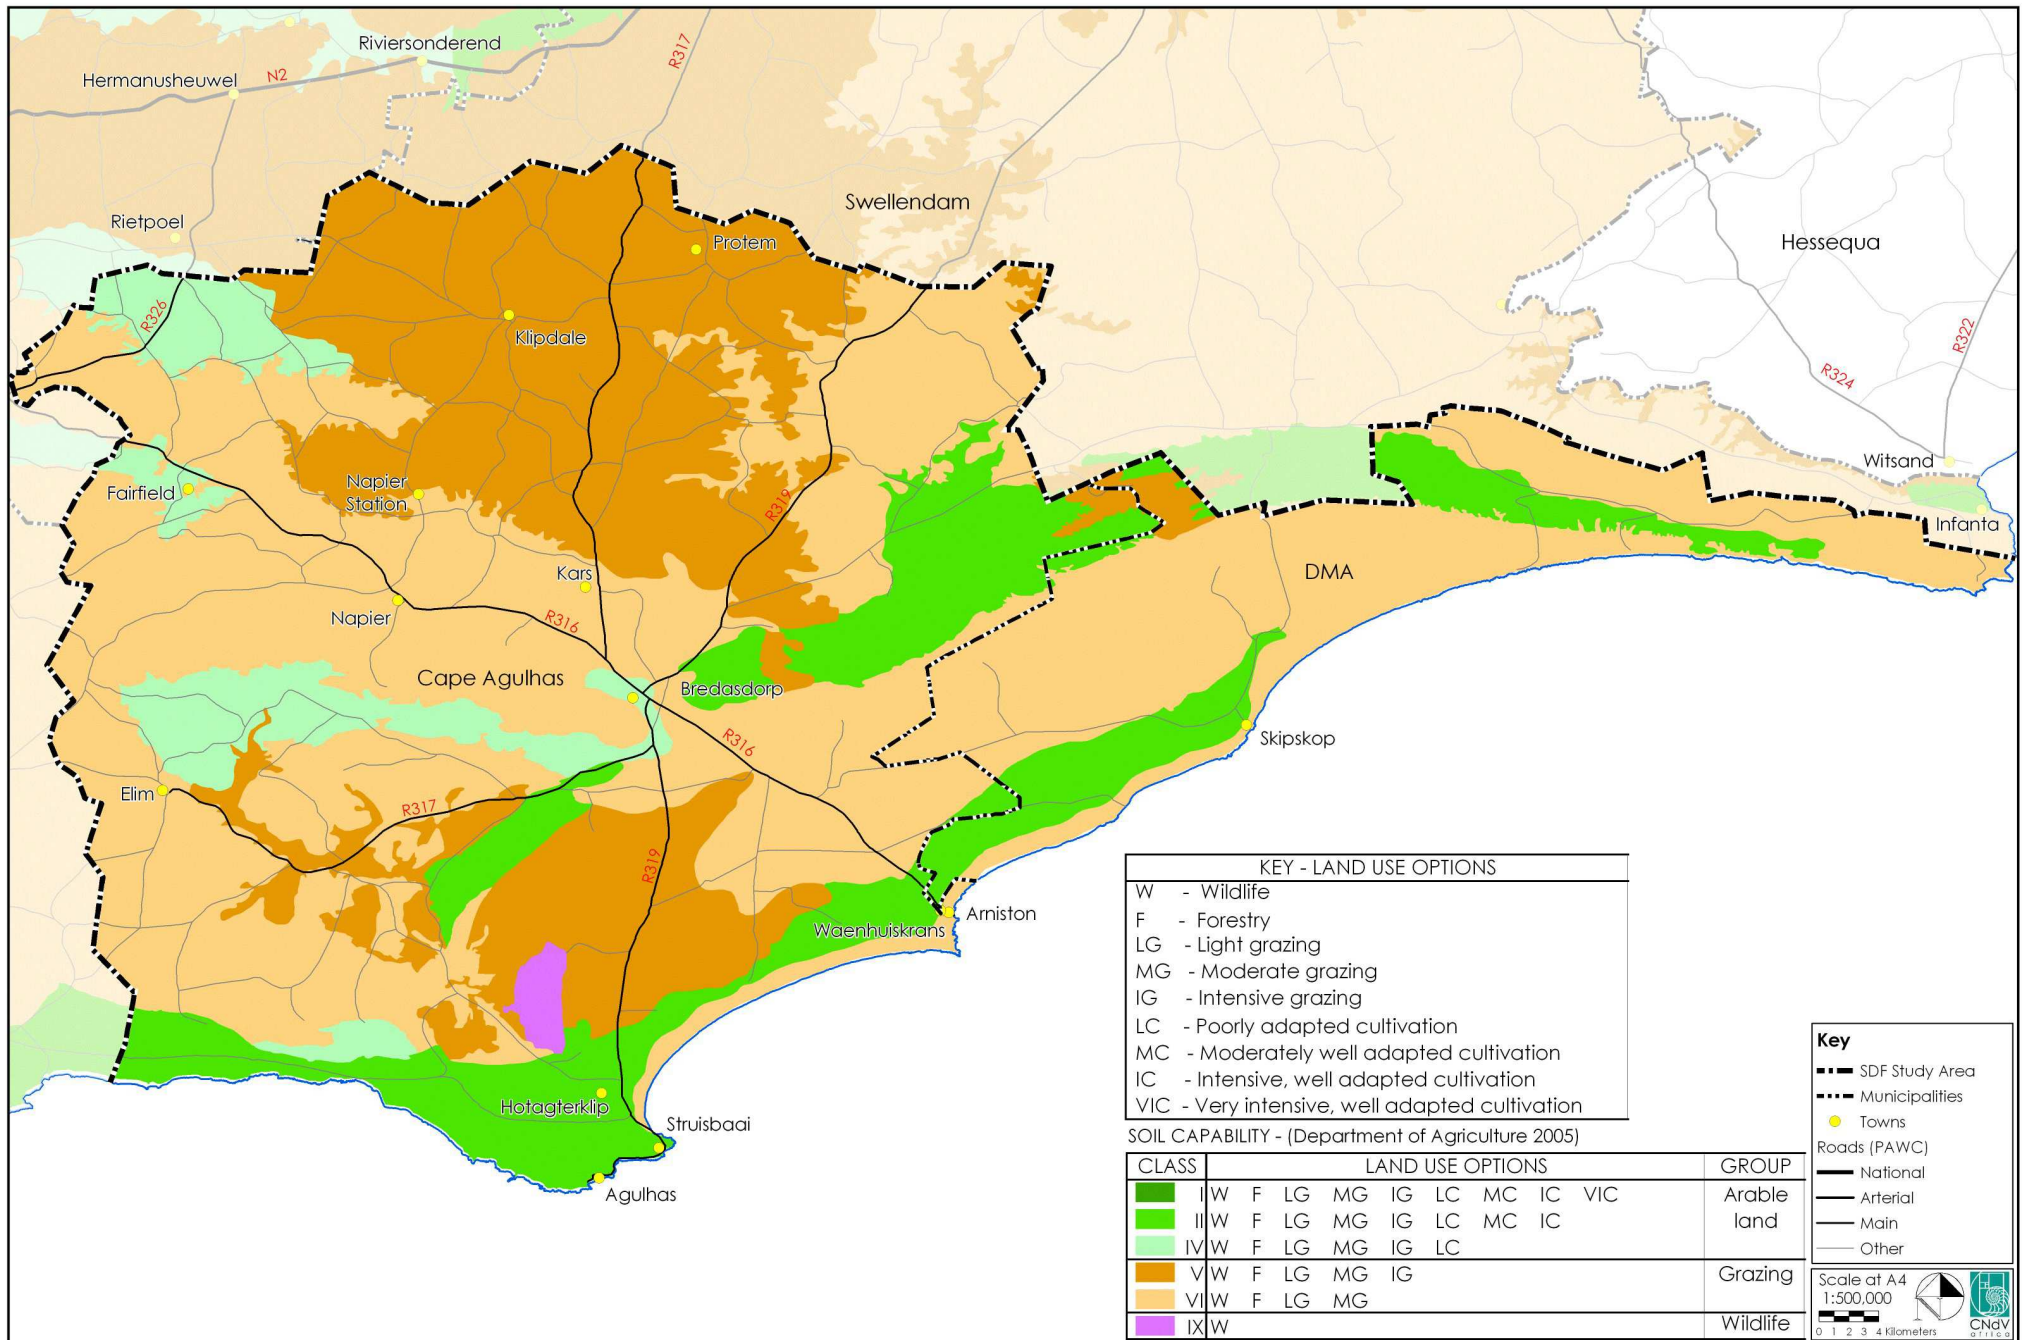 Riviersonderend
Hermanusheuwel
N2
R317
Swellendam
Hessequa
Rietpoel
Protem
R326
Klipdale
R322
R324
Witsand
Infanta
Fairfield
Napier
Station
R319
DMA
Kars
Napier
R316
Cape Agulhas
Bredasdorp
R316
Skipskop
Elim
R317
R319
Arniston
Waenhuiskrans
Hotagterklip
Struisbaai
Agulhas
KEY - LAND USE OPTIONS
W - Wildlife
F - Forestry
LG - Light grazing
MG - Moderate grazing
IG - Intensive grazing
LC - Poorly adapted cultivation
MC - Moderately well adapted cultivation
IC - Intensive, well adapted cultivation
VIC - Very intensive, well adapted cultivation
SOIL CAPABILITY - (Department of Agriculture 2005)
CLASS LAND USE OPTIONS GROUP
I W F LG MG IG LC MC IC VIC Arable
II W F LG MG IG LC MC IC land
IV W F LG MG IG LC
V W F LG MG IG Grazing
VI W F LG MG
IX W Wildlife
Key
SDF Study Area
Municipalities
Towns
Roads (PAWC)
National
Arterial
Main
Other
Scale at A4
1:500,000
0 1 2 3 4 Kilometers
CNdV
africa